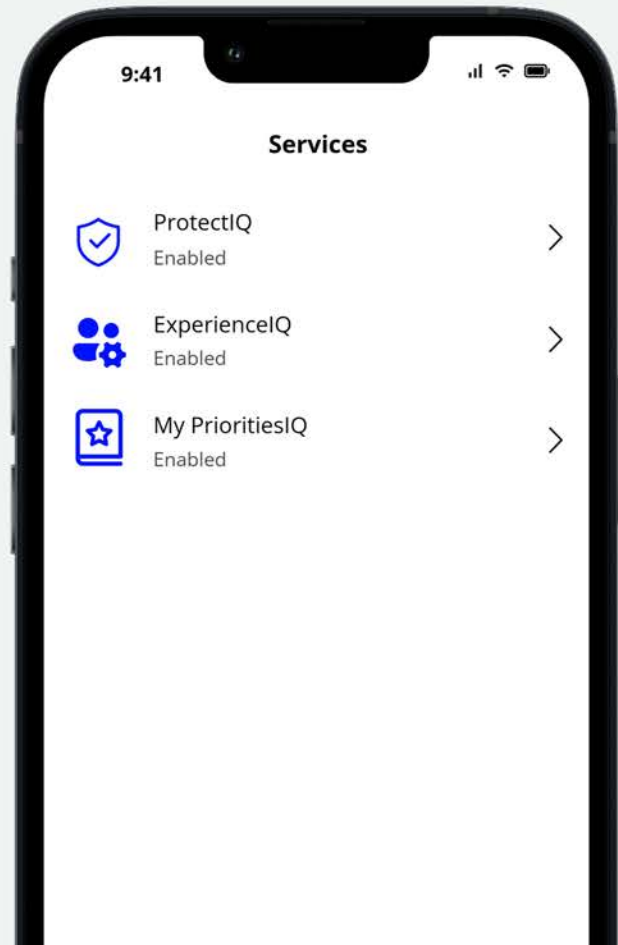 9:41
Services
ProtectIQ
Enabled
ExperienceIQ
Enabled
My PrioritiesIQ
Enabled